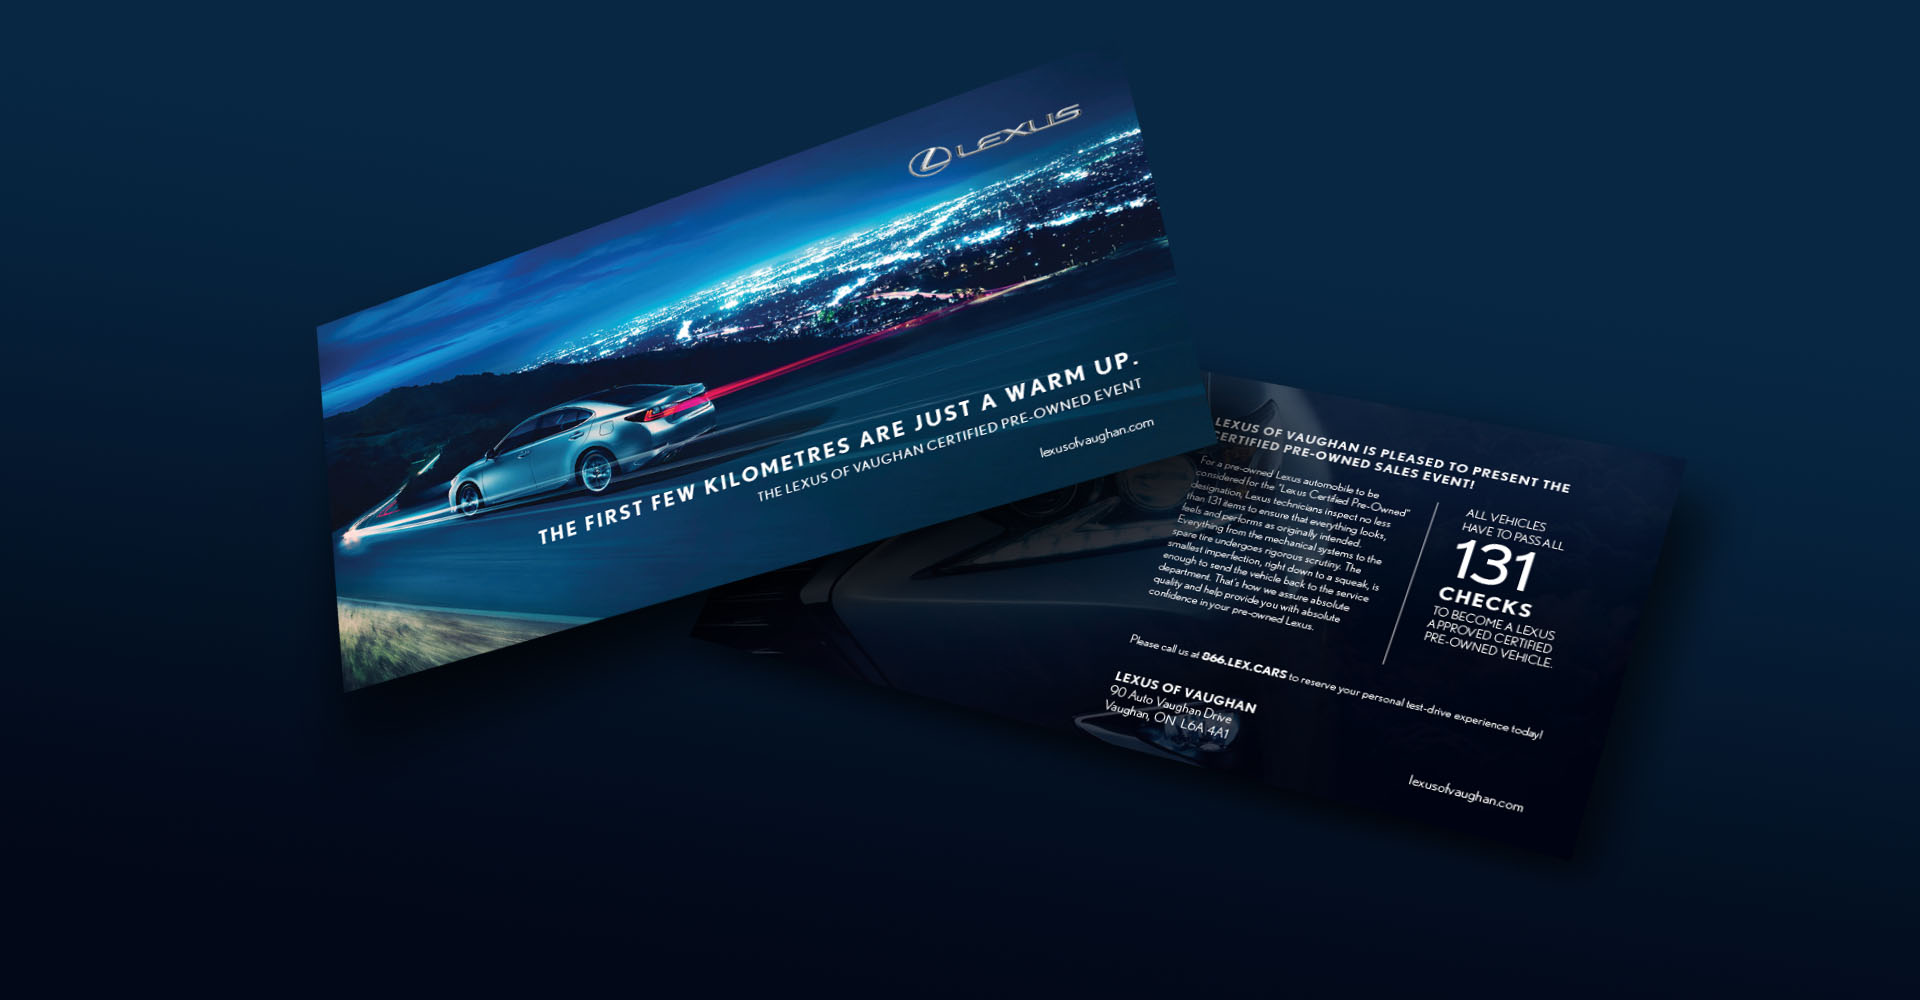 LEXUS
THE FIRST FEW KILOMETRES ARE JUST A WARM UP.
THE LEXUS OF VAUGHAN CERTIFIED PRE-OWNED EVENT
lexusofvaughan.com
LEXUS OF VAUGHAN IS PLEASED TO PRESENT THE
CERTIFIED PRE-OWNED SALES EVENT!
For a pre-owned Lexus automobile to be
considered for the "Lexus Certified Pre-Owned"
designation, Lexus technicians inspect no less
than 131 items to ensure that everything looks,
feels and performs as originally intended.
Everything from the mechanical systems to the
spare tire undergoes rigorous scrutiny. The
smallest imperfection, right down to a squeak, is
enough to send the vehicle back to the service
department. That's how we assure absolute
quality and help provide you with absolute
confidence in your pre-owned Lexus.
ALL VEHICLES
HAVE TO PASS ALL
131
CHECKS
TO BECOME A LEXUS
APPROVED CERTIFIED
PRE-OWNED VEHICLE.
Please call us at 866.LEX.CARS to reserve your personal test-drive experience today!
LEXUS OF VAUGHAN
90 Auto Vaughan Drive
Vaughan, ON L6A 4A1
lexusofvaughan.com